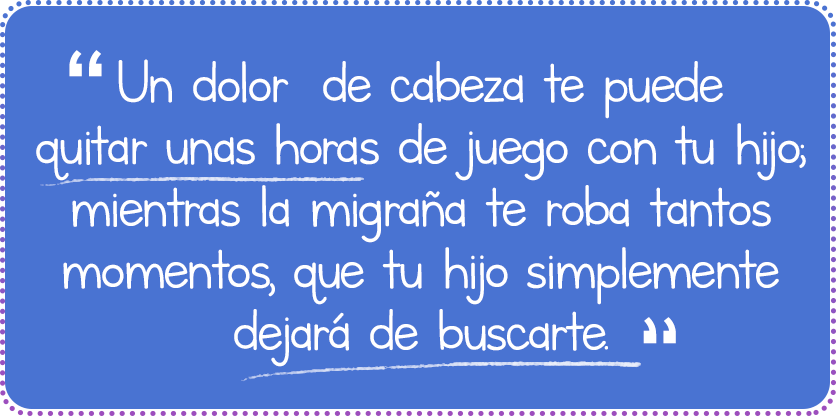 “Un dolor de cabeza te puede
quitar unas horas de juego con tu hijo;
mientras la migraña te roba tantos
momentos, que tu hijo simplemente
dejará de buscarte.”